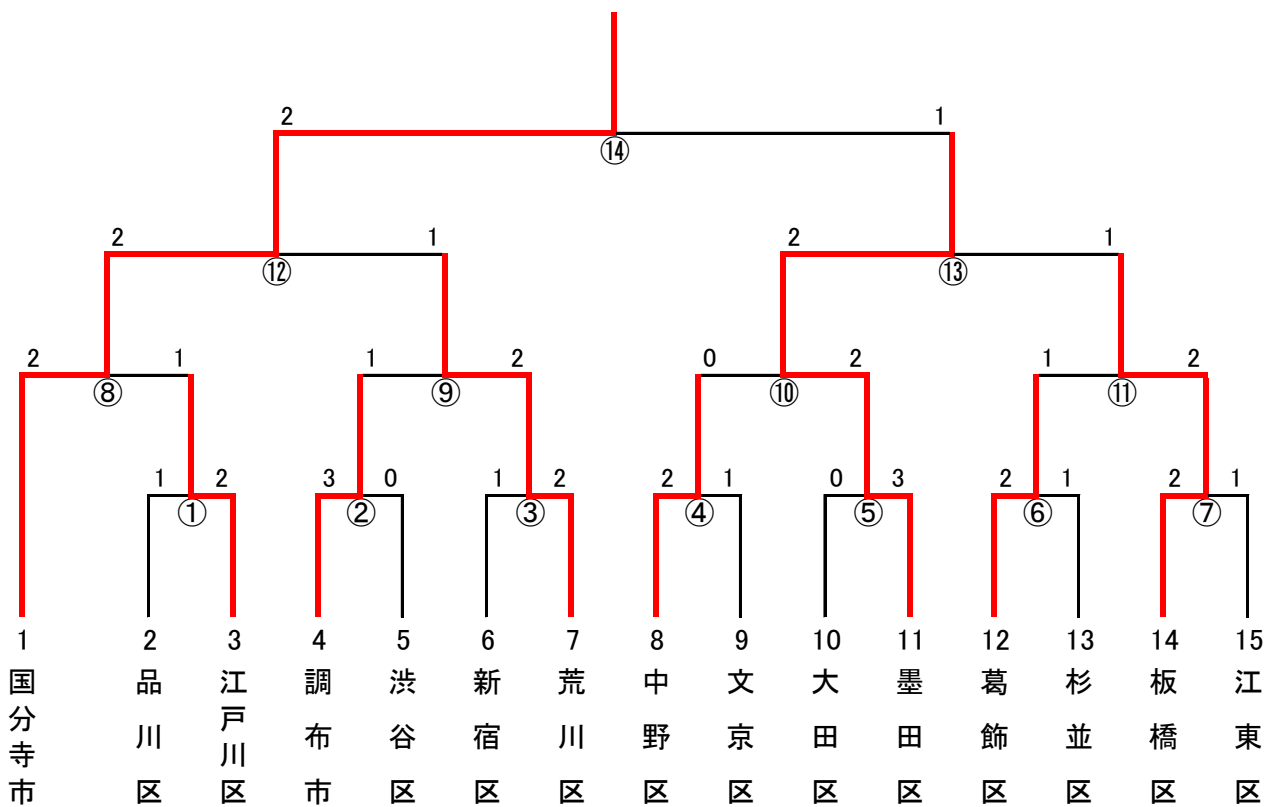 2 1
⑭
2 1 2 1
⑫ ⑬
2 1 1 2 0 2 1 2
⑧ ⑨ ⑩ ⑪
1 2 3 0 1 2 2 1 0 3 2 1 2 1
① ② ③ ④ ⑤ ⑥ ⑦
1 2 3 4 5 6 7 8 9 10 11 12 13 14 15
国分寺市
品川区
江戸川区
調布市
渋谷区
新宿区
荒川区
中野区
文京区
大田区
墨田区
葛飾区
杉並区
板橋区
江東区